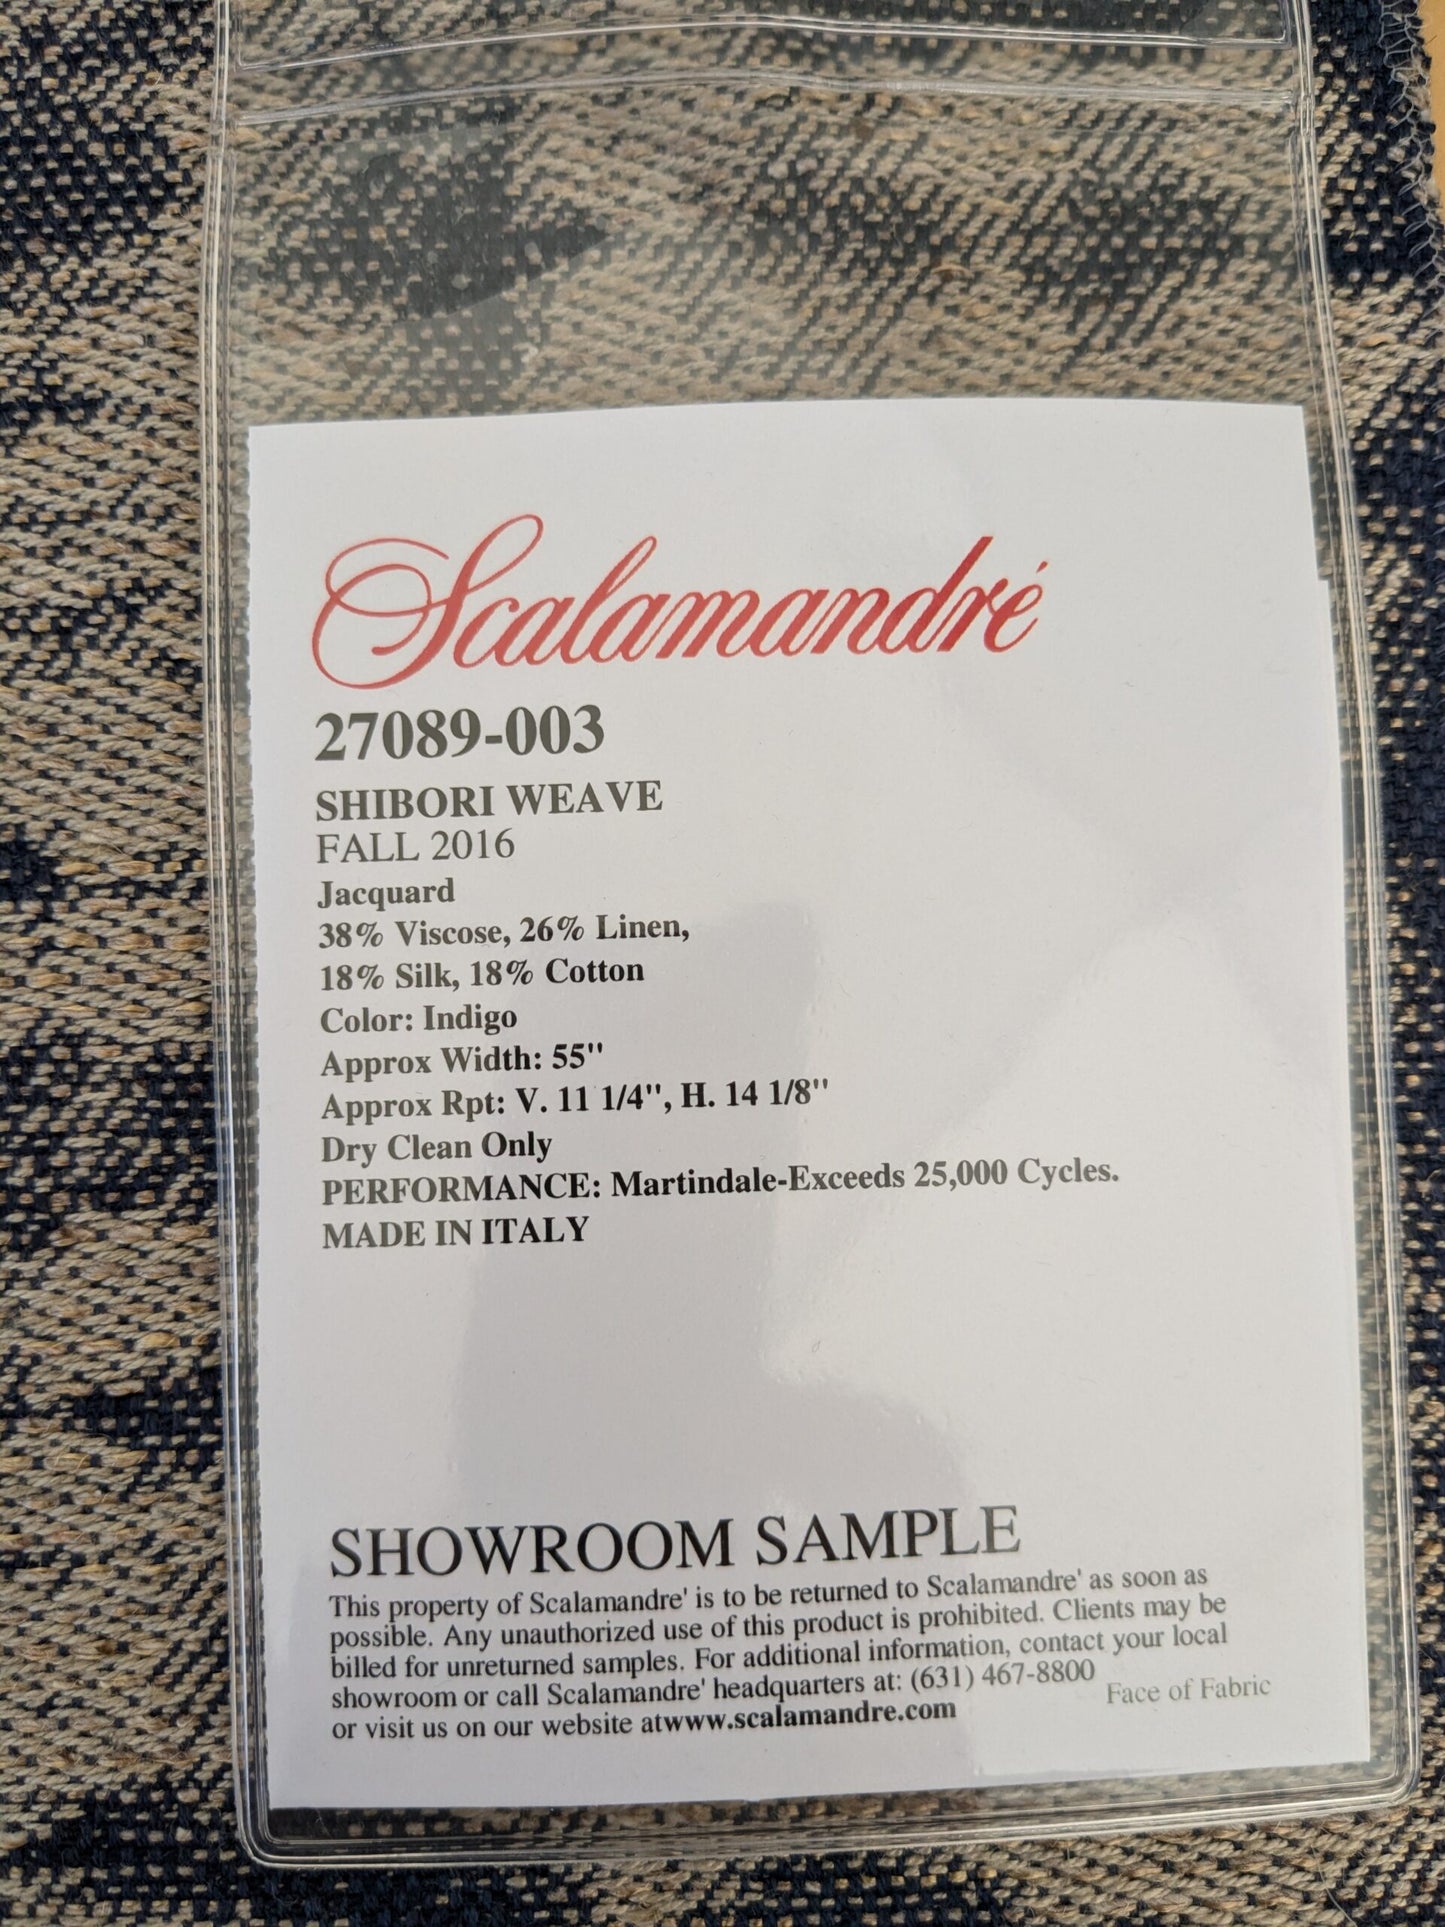 Scalamandré
27089-003
SHIBORI WEAVE
FALL 2016
Jacquard
38% Viscose, 26% Linen,
18% Silk, 18% Cotton
Color: Indigo
Approx Width: 55"
Approx Rpt: V. 11 1/4", H. 14 1/8"
Dry Clean Only
PERFORMANCE: Martindale-Exceeds 25,000 Cycles.
MADE IN ITALY
SHOWROOM SAMPLE
This property of Scalamandre' is to be returned to Scalamandre' as soon as
possible. Any unauthorized use of this product is prohibited. Clients may be
billed for unreturned samples. For additional information, contact your local
showroom or call Scalamandre' headquarters at: (631) 467-8800
or visit us on our website atwww.scalamandre.com
Face of Fabric